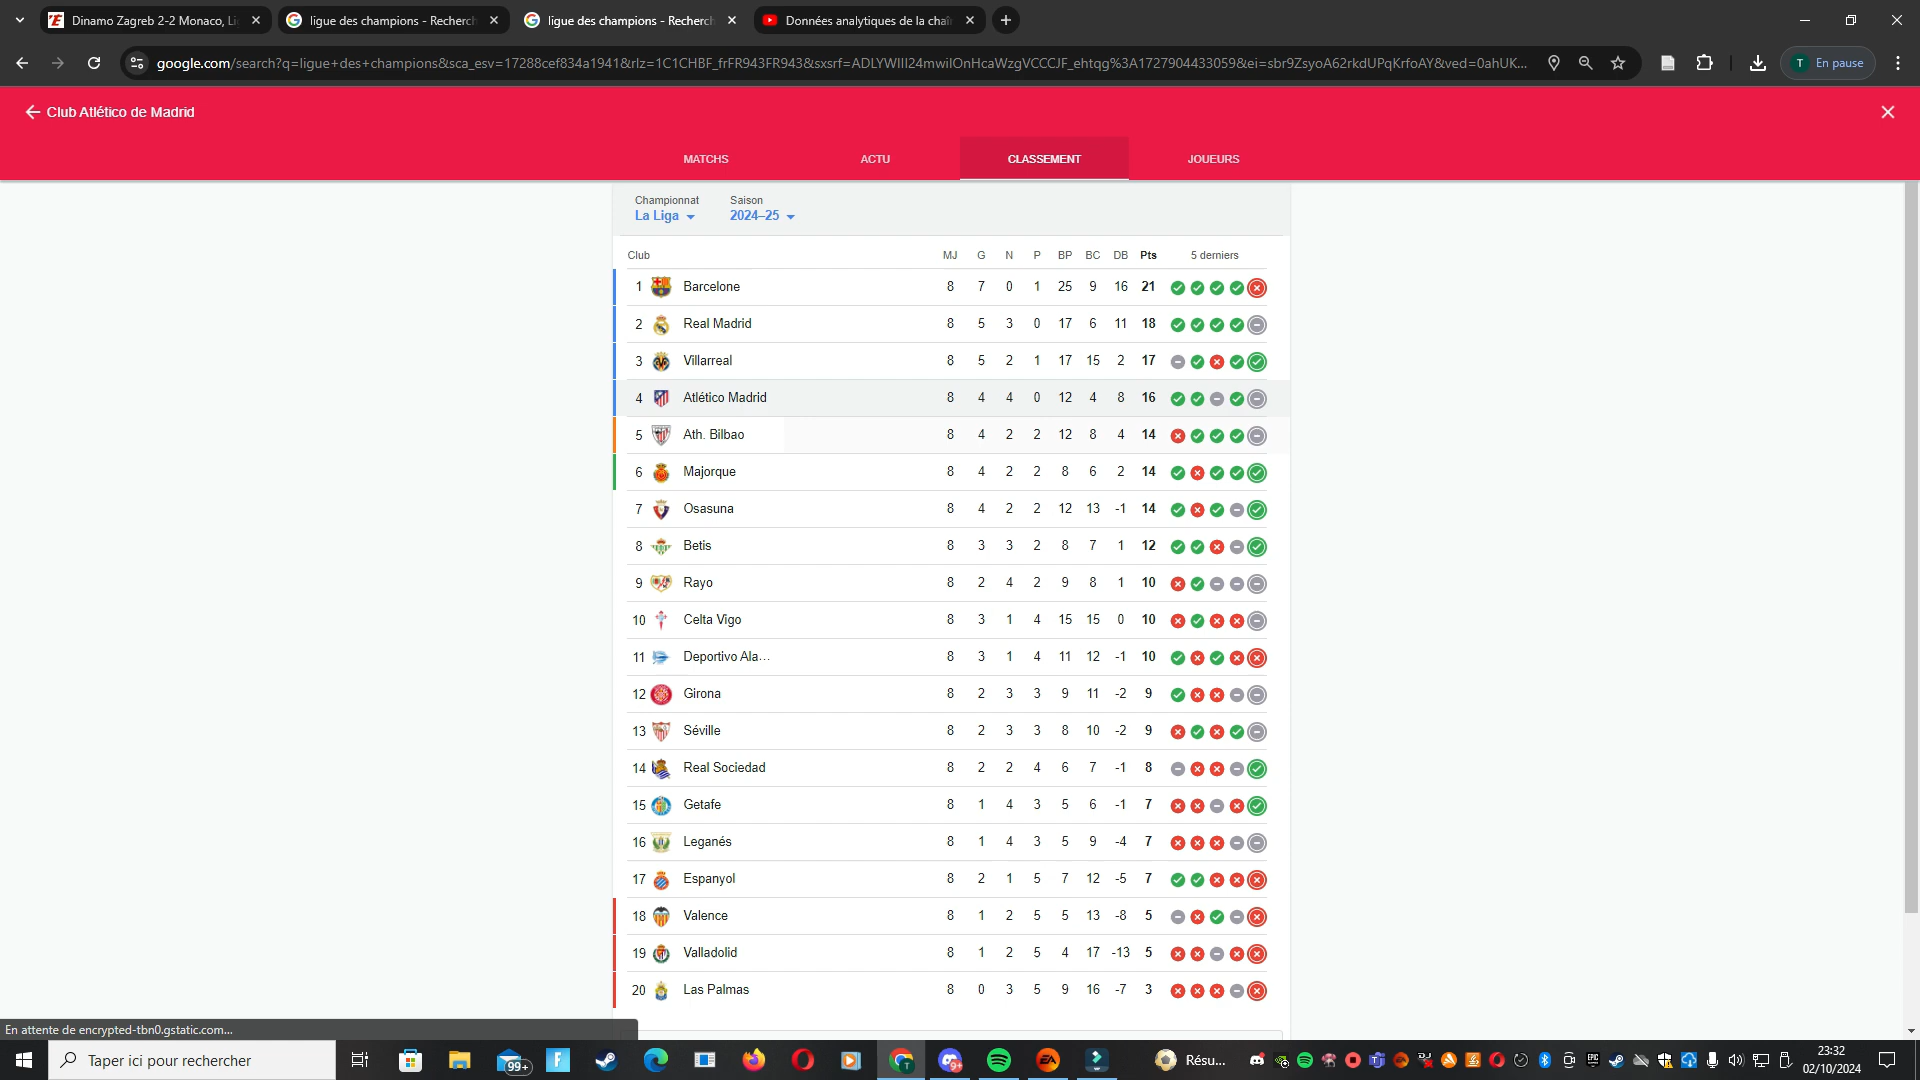 Dinamo Zagreb 2-2 Monaco, Li
ligue des champions - Recherch
ligue des champions - Recherch
Données analytiques de la chaîn
google.com/search?q=ligue+des+champions&sca_esv=17288cef834a1941&rlz=1C1CHBF_frFR943FR943&sxsrf=ADLYWIII24mwilOnHcaWzgVCCCJF_ehtqg%3A1727904433059&ei=sbr9ZsyoA62rkdUPqKrfoAY&ved=0ahUK...
T En pause
Club Atlético de Madrid
MATCHS ACTU CLASSEMENT JOUEURS
Championnat Saison
La Liga 2024–25
Club MJ G N P BP BC DB Pts 5 derniers
1 Barcelone 8 7 0 1 25 9 16 21
2 Real Madrid 8 5 3 0 17 6 11 18
3 Villarreal 8 5 2 1 17 15 2 17
4 Atlético Madrid 8 4 4 0 12 4 8 16
5 Ath. Bilbao 8 4 2 2 12 8 4 14
6 Majorque 8 4 2 2 8 6 2 14
7 Osasuna 8 4 2 2 12 13 -1 14
8 Betis 8 3 3 2 8 7 1 12
9 Rayo 8 2 4 2 9 8 1 10
10 Celta Vigo 8 3 1 4 15 15 0 10
11 Deportivo Ala... 8 3 1 4 11 12 -1 10
12 Girona 8 2 3 3 9 11 -2 9
13 Séville 8 2 3 3 8 10 -2 9
14 Real Sociedad 8 2 2 4 6 7 -1 8
15 Getafe 8 1 4 3 5 6 -1 7
16 Leganés 8 1 4 3 5 9 -4 7
17 Espanyol 8 2 1 5 7 12 -5 7
18 Valence 8 1 2 5 5 13 -8 5
19 Valladolid 8 1 2 5 4 17 -13 5
20 Las Palmas 8 0 3 5 9 16 -7 3
En attente de encrypted-tbn0.gstatic.com...
Taper ici pour rechercher
99+
Résu...
23:32
02/10/2024